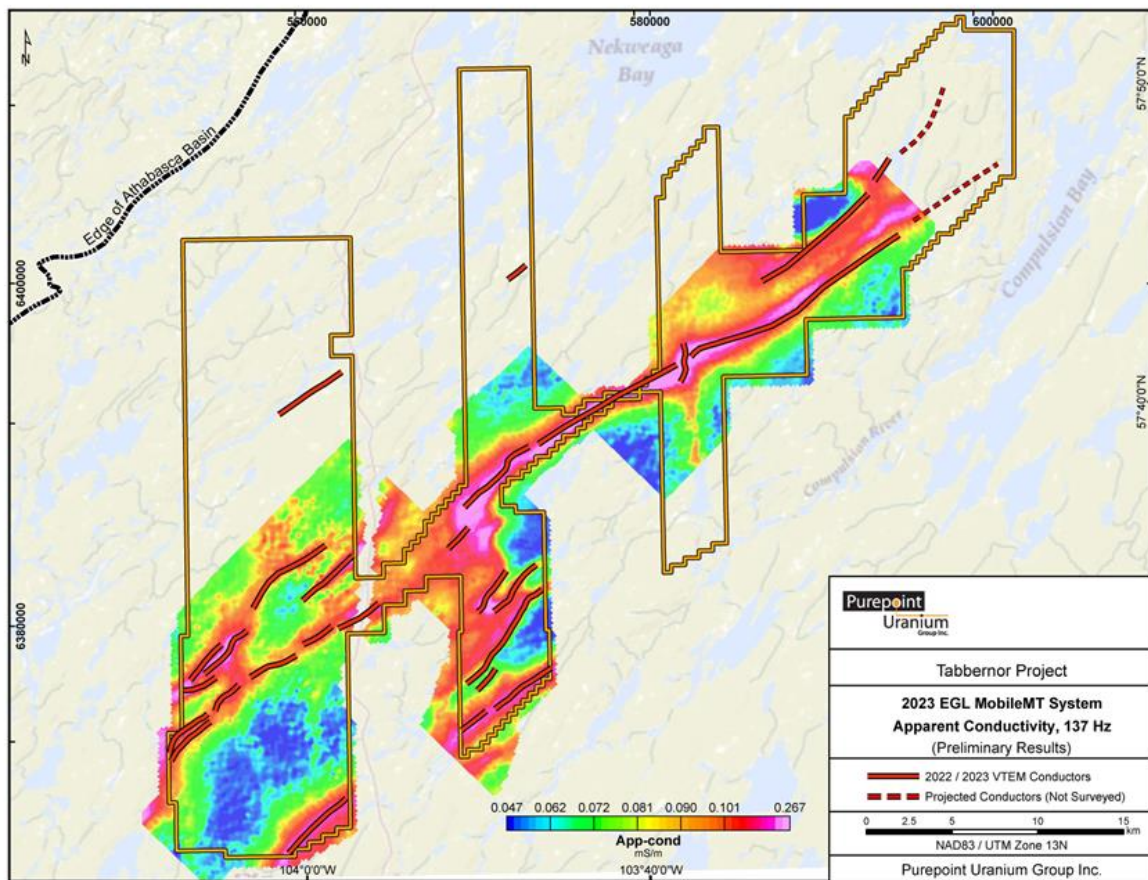 560000
580000
600000
N
Nekweaga
Bay
57°50'0"N
Edge of Athabasca Basin
Compulsion Bay
6400000
57°40'0"N
Compulsion River
6380000
0.047 0.062 0.072 0.081 0.090 0.101 0.267
App-cond
mS/m
104°0'0"W
103°40'0"W
Purepoint
Uranium
Group Inc.
Tabbernor Project
2023 EGL MobileMT System
Apparent Conductivity, 137 Hz
(Preliminary Results)
2022 / 2023 VTEM Conductors
Projected Conductors (Not Surveyed)
0 2.5 5 10 15
km
NAD83 / UTM Zone 13N
Purepoint Uranium Group Inc.